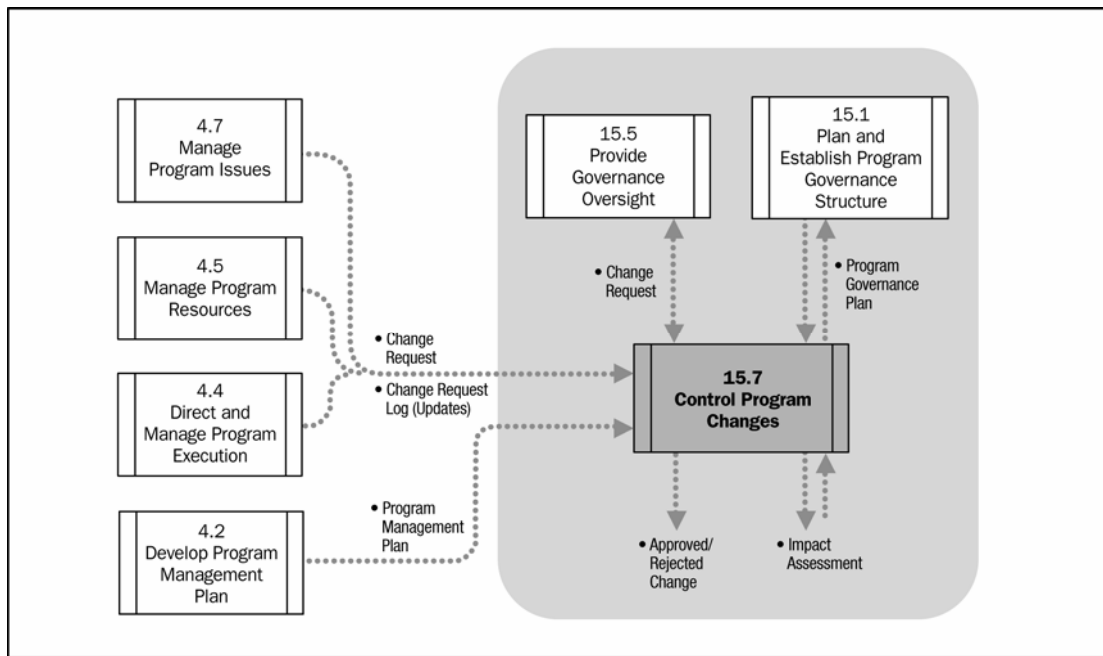 4.7
Manage
Program Issues
4.5
Manage Program
Resources
4.4
Direct and
Manage Program
Execution
4.2
Develop Program
Management
Plan
• Change
Request
• Change Request
Log (Updates)
• Program
Management
Plan
15.5
Provide
Governance
Oversight
15.1
Plan and
Establish Program
Governance
Structure
• Change
Request
• Program
Governance
Plan
15.7
Control Program
Changes
• Approved/
Rejected
Change
• Impact
Assessment